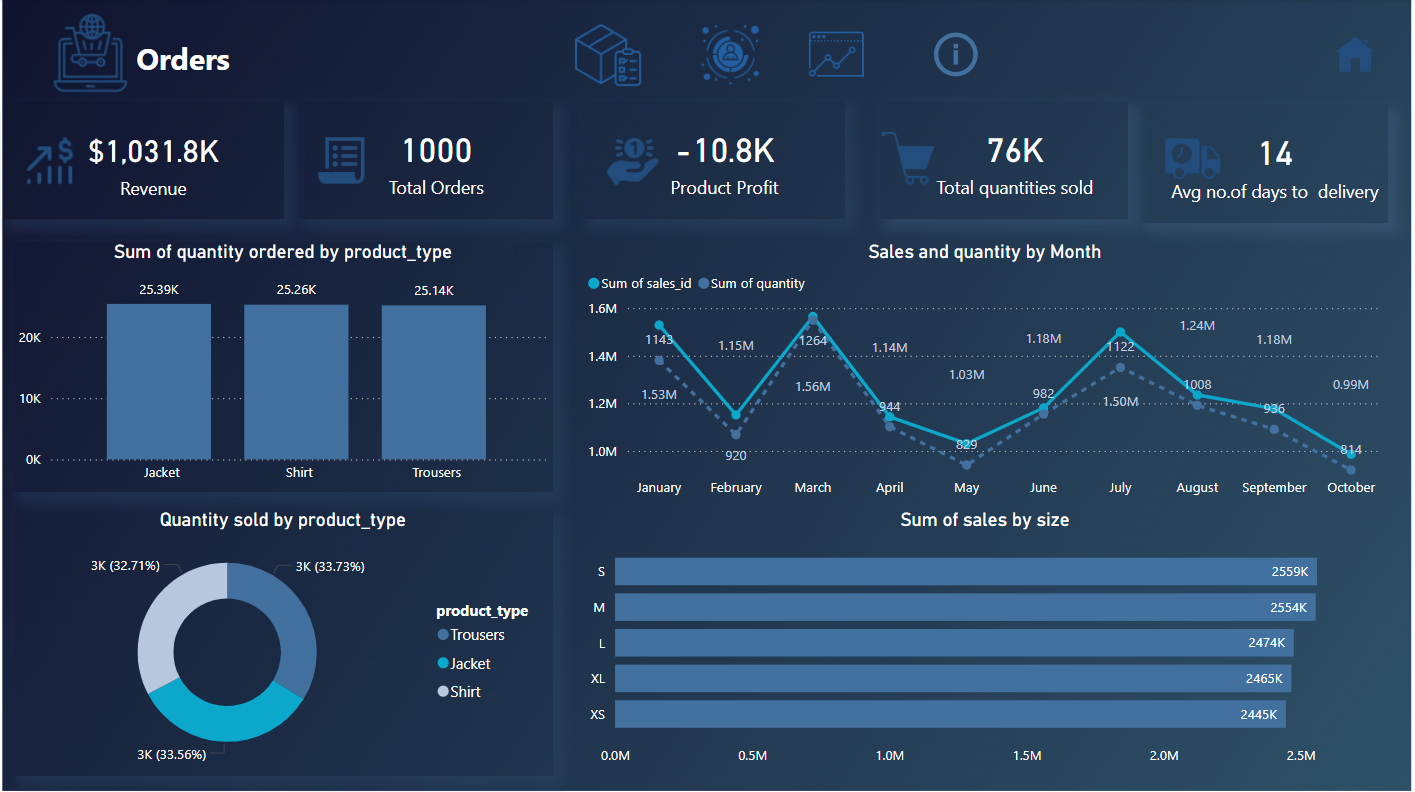 Orders
$1,031.8K
Revenue
1000
Total Orders
-10.8K
Product Profit
76K
Total quantities sold
14
Avg no.of days to delivery
Sum of quantity ordered by product_type
25.39K
25.26K
25.14K
20K
10K
0K
Jacket Shirt Trousers
Sales and quantity by Month
Sum of sales_id Sum of quantity
1.6M
1.4M
1.2M
1.0M
1143 1.15M 1264 1.14M 1.03M 1.18M 1122 1.24M 1.18M 0.99M
1.53M 920 1.56M 944 829 982 1.50M 1008 936 814
January February March April May June July August September October
Quantity sold by product_type
3K (32.71%)
3K (33.73%)
3K (33.56%)
product_type
Trousers
Jacket
Shirt
Sum of sales by size
S 2559K
M 2554K
L 2474K
XL 2465K
XS 2445K
0.0M 0.5M 1.0M 1.5M 2.0M 2.5M